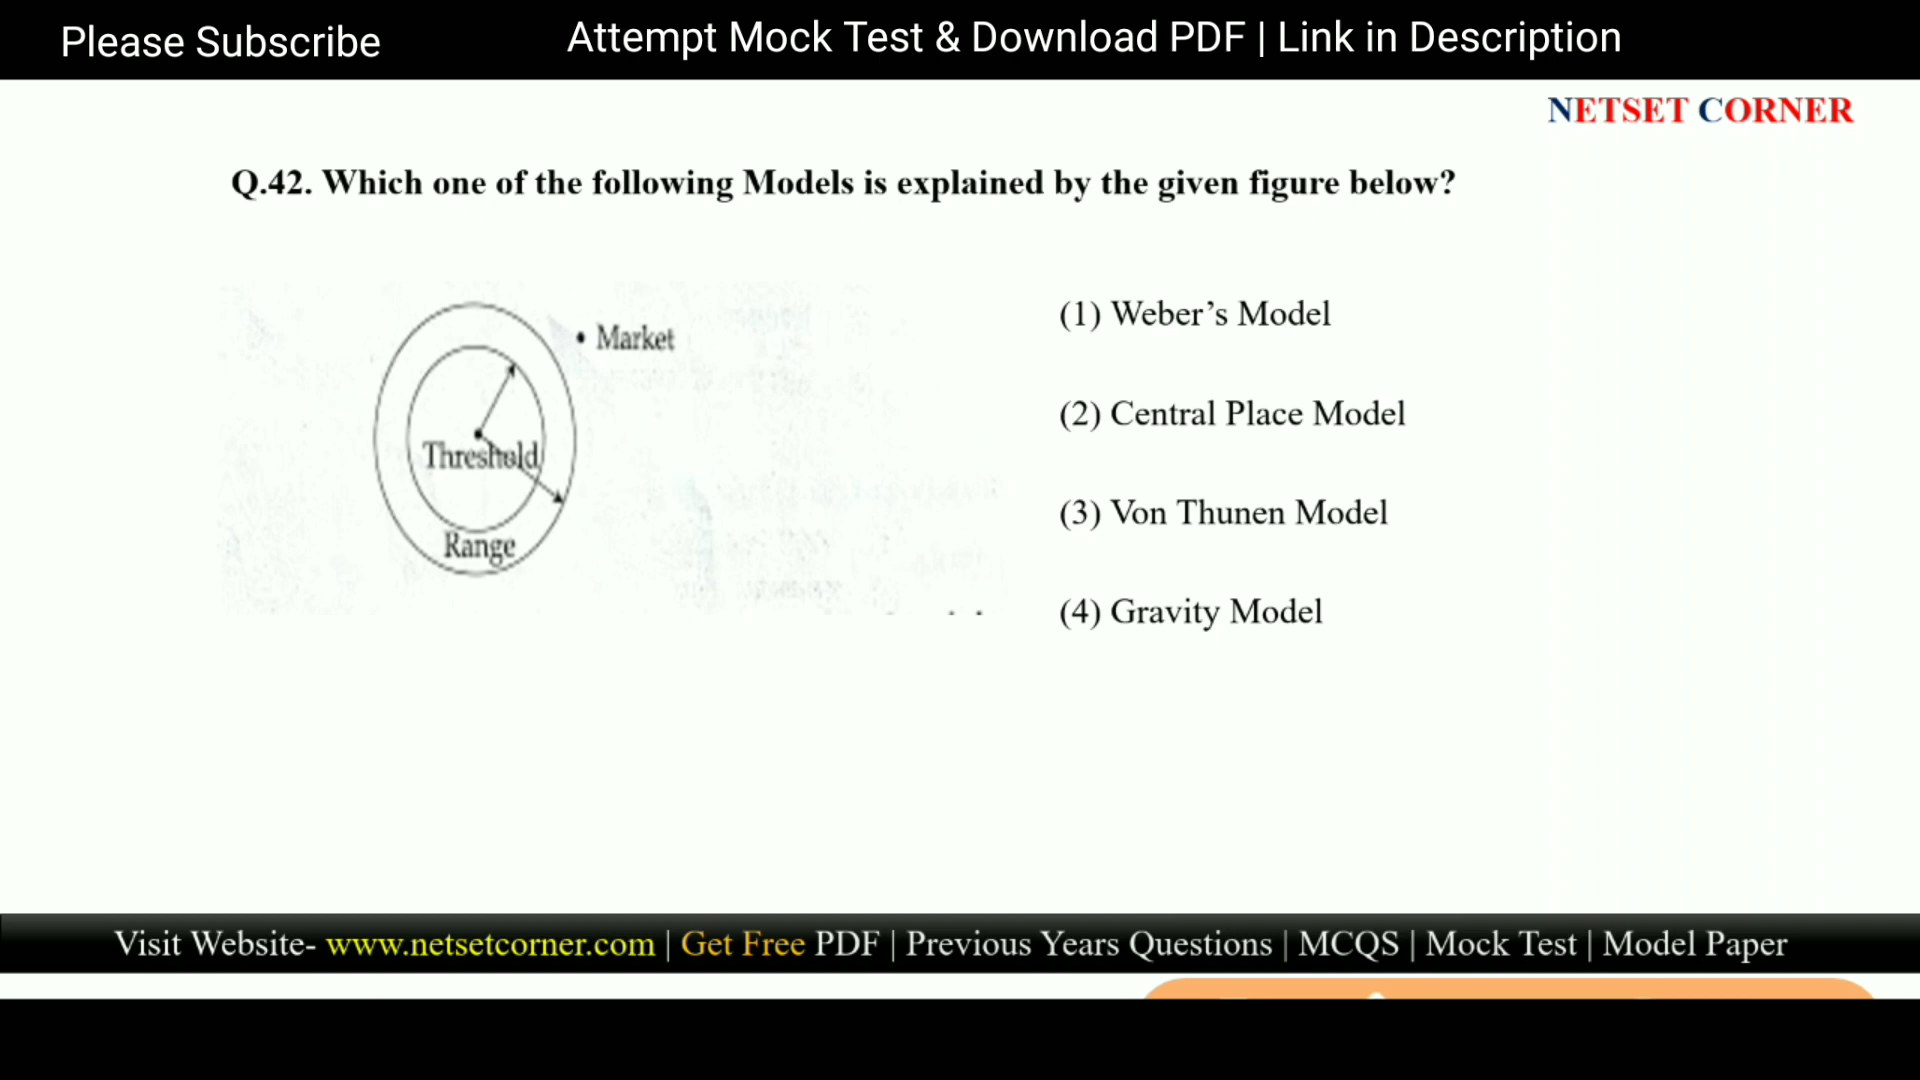 Please Subscribe
Attempt Mock Test & Download PDF | Link in Description
NETSET CORNER
Q.42. Which one of the following Models is explained by the given figure below?
• Market
Threshold
Range
(1) Weber’s Model
(2) Central Place Model
(3) Von Thunen Model
(4) Gravity Model
Visit Website- www.netsetcorner.com | Get Free PDF | Previous Years Questions | MCQS | Mock Test | Model Paper